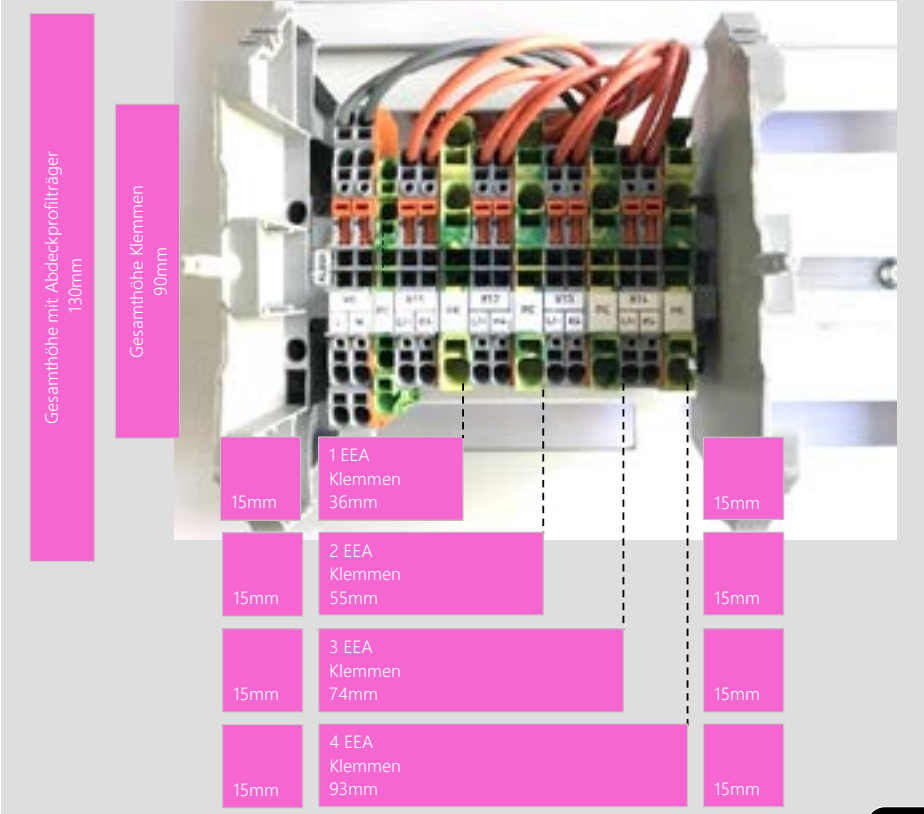 Gesamthöhe mit Abdeckprofilträger
130mm
Gesamthöhe Klemmen
90mm
1 EEA
Klemmen
36mm
15mm
15mm
2 EEA
Klemmen
55mm
15mm
15mm
3 EEA
Klemmen
74mm
15mm
15mm
4 EEA
Klemmen
93mm
15mm
15mm